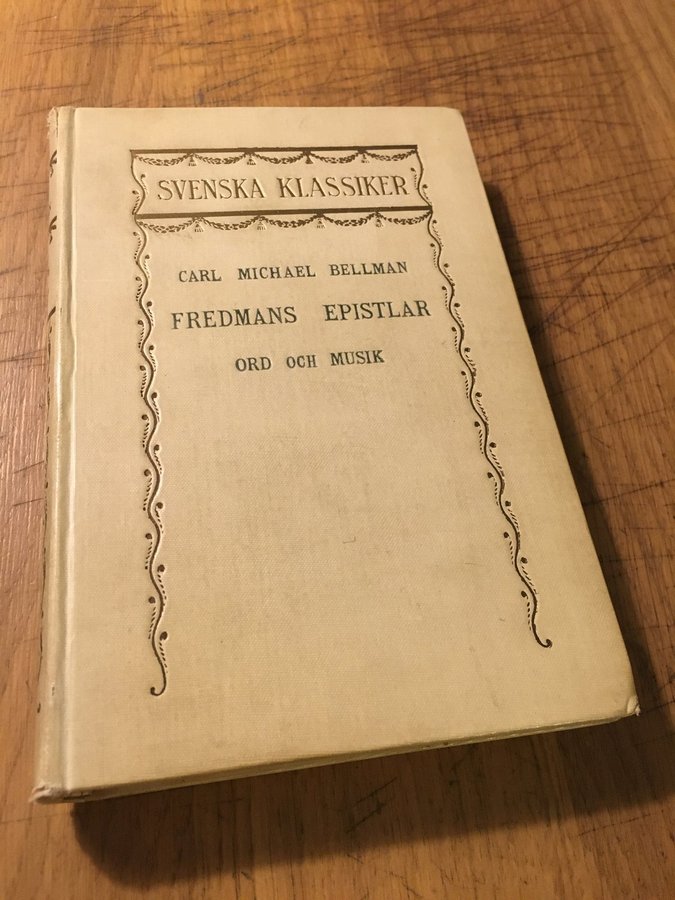 SVENSKA KLASSIKER
CARL MICHAEL BELLMAN
FREDMANS EPISTLAR
ORD OCH MUSIK